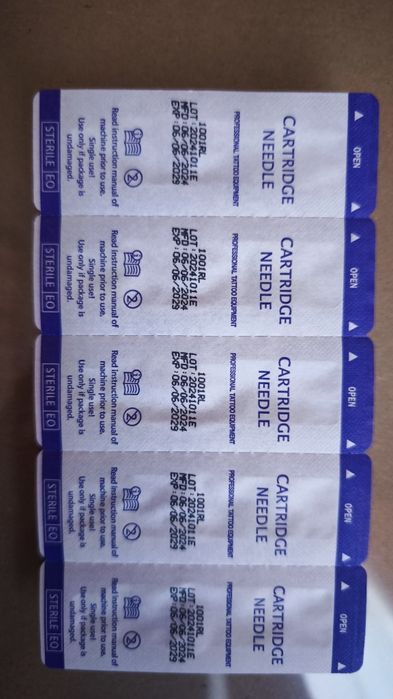 OPEN
CARTRIDGE
NEEDLE
PROFESSIONAL TATTOO EQUIPMENT
1001RL
LOT:20241011E
MFD:06/06/2024
EXP:06/06/2029
Read instruction manual of
machine prior to use.
Single use!
Use only if package is
undamaged.
STERILE EO
OPEN
CARTRIDGE
NEEDLE
PROFESSIONAL TATTOO EQUIPMENT
1001RL
LOT:20241011E
MFD:06/06/2024
EXP:06/06/2029
Read instruction manual of
machine prior to use.
Single use!
Use only if package is
undamaged.
STERILE EO
OPEN
CARTRIDGE
NEEDLE
PROFESSIONAL TATTOO EQUIPMENT
1001RL
LOT:20241011E
MFD:06/06/2024
EXP:06/06/2029
Read instruction manual of
machine prior to use.
Single use!
Use only if package is
undamaged.
STERILE EO
OPEN
CARTRIDGE
NEEDLE
PROFESSIONAL TATTOO EQUIPMENT
1001RL
LOT:20241011E
MFD:06/06/2024
EXP:06/06/2029
Read instruction manual of
machine prior to use.
Single use!
Use only if package is
undamaged.
STERILE EO
OPEN
CARTRIDGE
NEEDLE
PROFESSIONAL TATTOO EQUIPMENT
1001RL
LOT:20241011E
MFD:06/06/2024
EXP:06/06/2029
Read instruction manual of
machine prior to use.
Single use!
Use only if package is
undamaged.
STERILE EO